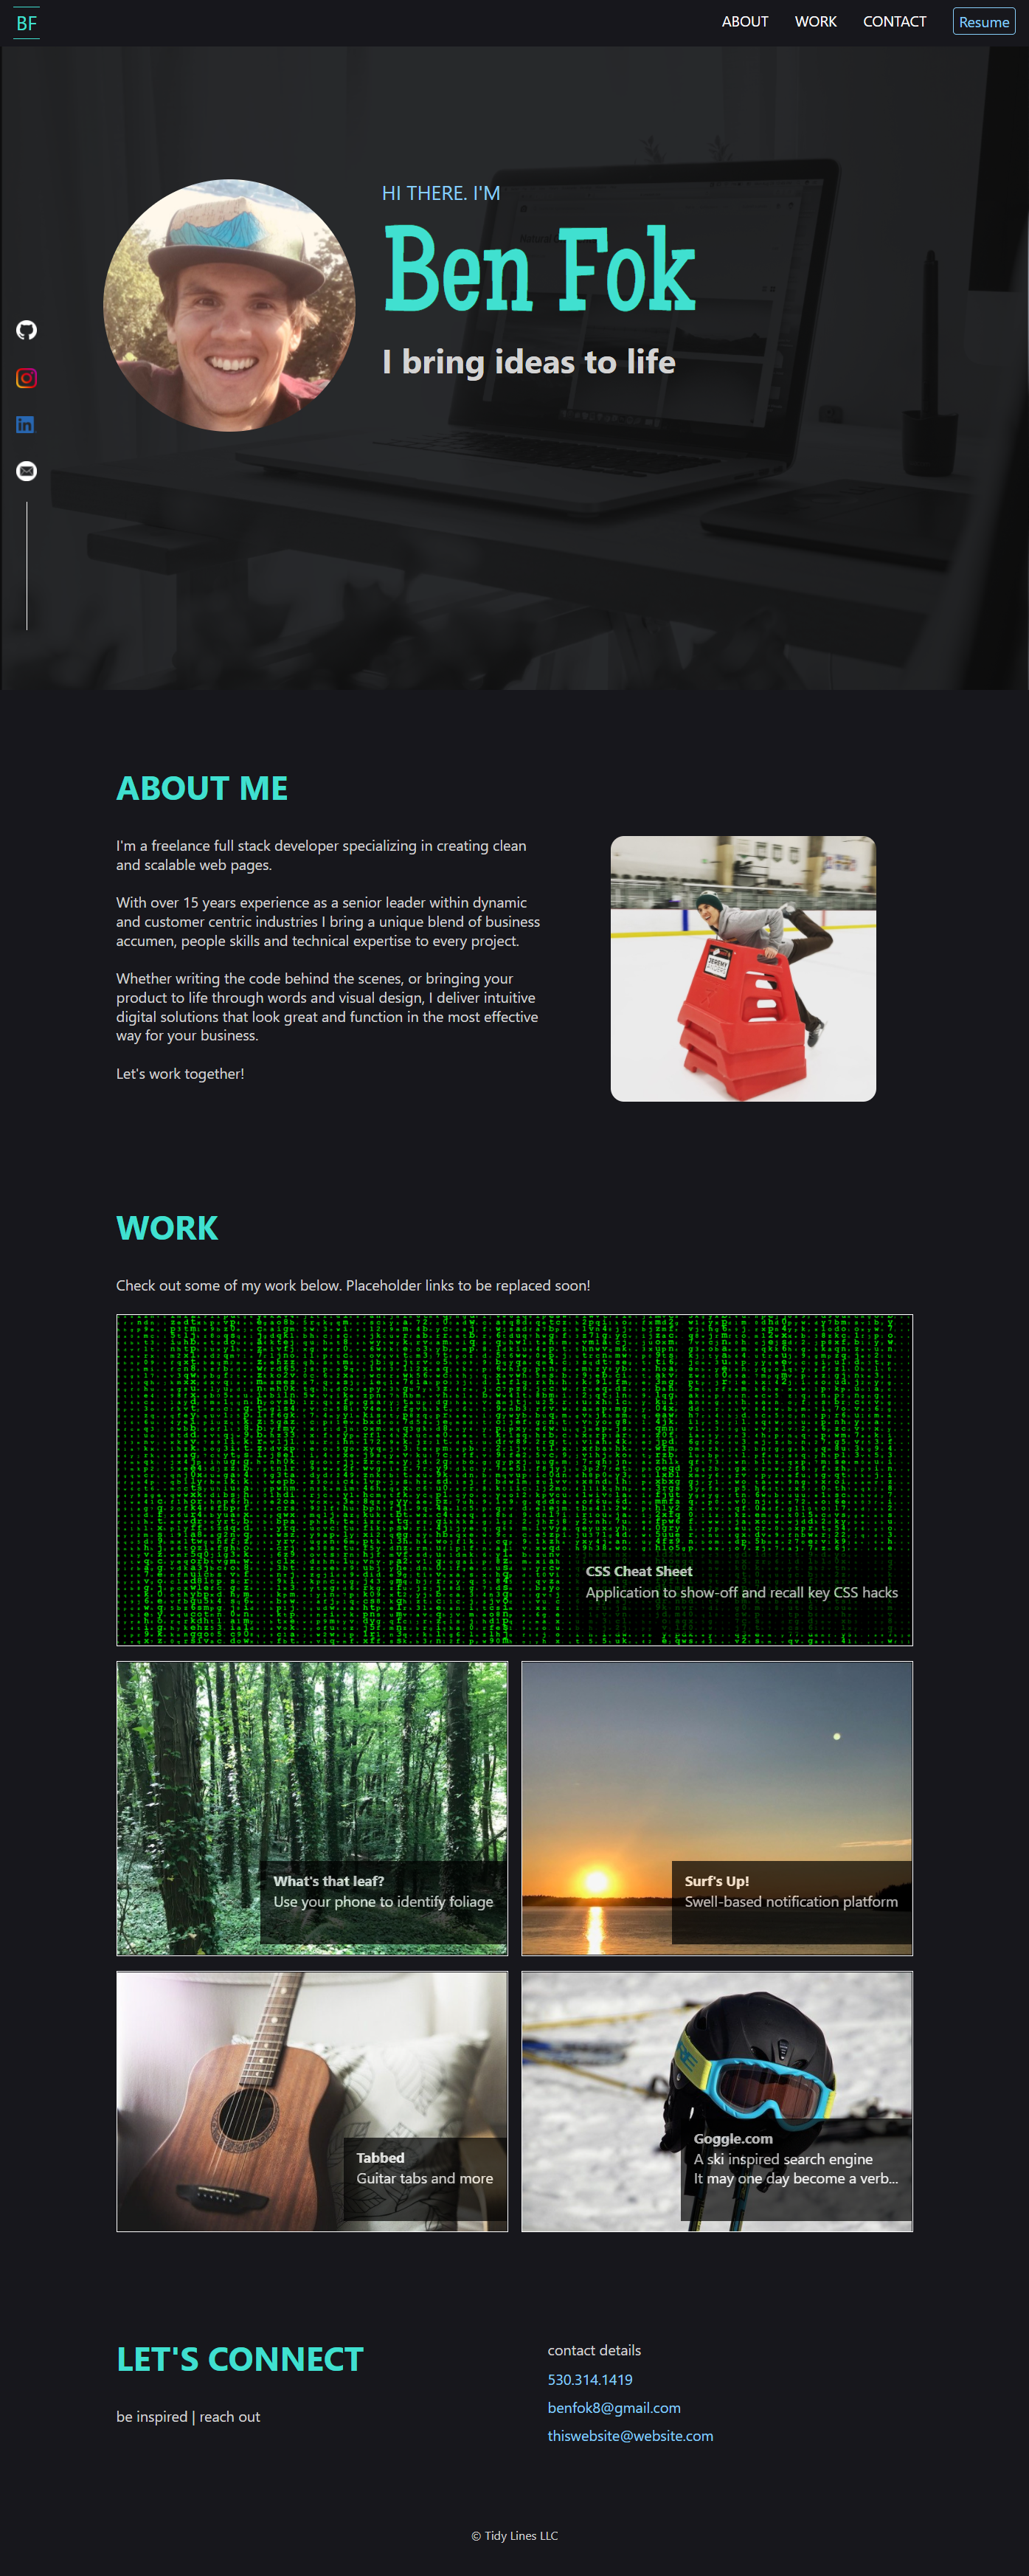 BF
ABOUT
WORK
CONTACT
Resume
HI THERE. I'M
Ben Fok
I bring ideas to life
ABOUT ME
I'm a freelance full stack developer specializing in creating clean
and scalable web pages.
With over 15 years experience as a senior leader within dynamic
and customer centric industries I bring a unique blend of business
accumen, people skills and technical expertise to every project.
Whether writing the code behind the scenes, or bringing your
product to life through words and visual design, I deliver intuitive
digital solutions that look great and function in the most effective
way for your business.
Let's work together!
JEREMY
WORK
Check out some of my work below. Placeholder links to be replaced soon!
CSS Cheat Sheet
Application to show-off and recall key CSS hacks
What's that leaf?
Use your phone to identify foliage
Surf's Up!
Swell-based notification platform
Tabbed
Guitar tabs and more
Goggle.com
A ski inspired search engine
It may one day become a verb...
LET'S CONNECT
be inspired | reach out
contact details
530.314.1419
benfok8@gmail.com
thiswebsite@website.com
© Tidy Lines LLC